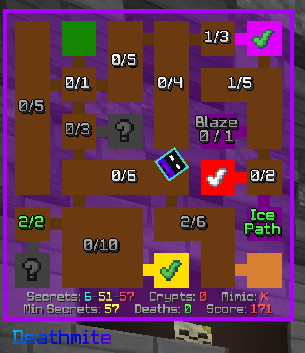 1/3
0/5
0/1
0/4
1/5
0/5
0/3
?
Blaze
0 / 1
0/6
0/2
2/2
2/6
Ice
Path
0/10
?
Secrets: 6-51-57 Crypts: 0 Mimic: X
Min Secrets: 57 Deaths: 0 Score: 171
Deathmite